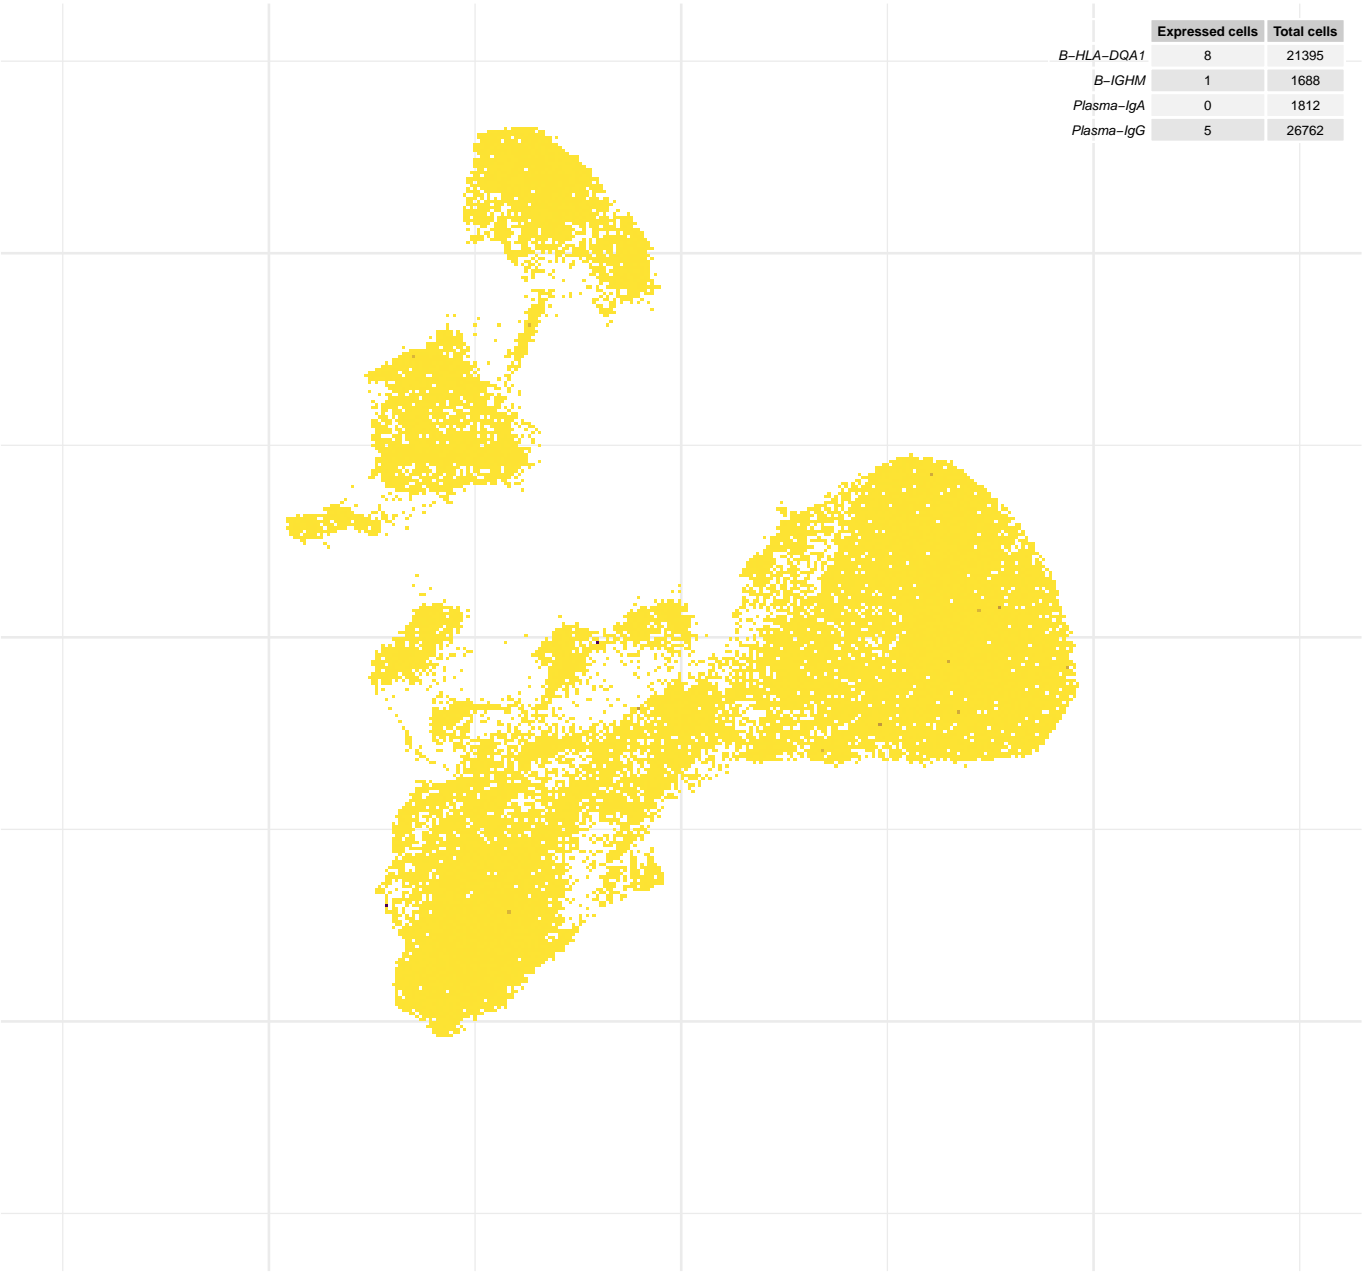 Expressed cells Total cells
B−HLA−DQA1 8 21395
B−IGHM 1 1688
Plasma−IgA 0 1812
Plasma−IgG 5 26762